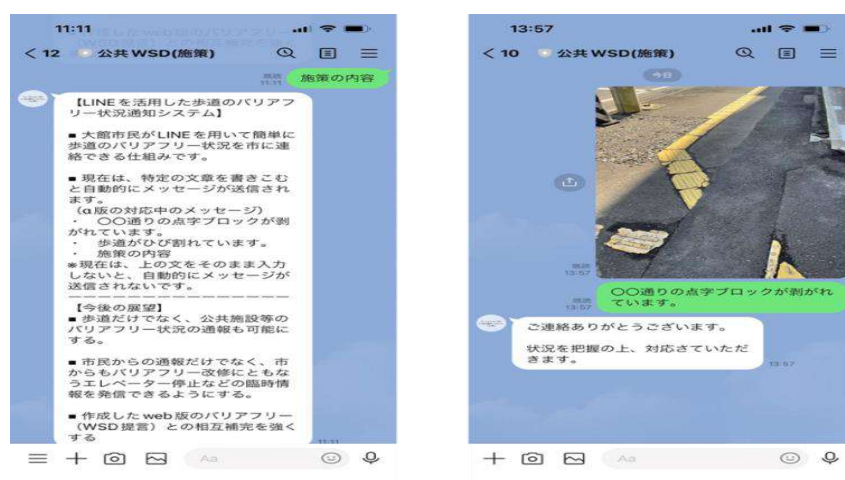 11:11
12
公共WSD(施策)
既読
11:11
施策の内容
【LINEを活用した歩道のバリアフ
リー状況通知システム】
■ 大館市民がLINEを用いて簡単に
歩道のバリアフリー状況を市に連
絡できる仕組みです。
■ 現在は、特定の文章を書きこむ
と自動的にメッセージが送信され
ます。
(α版の対応中のメッセージ)
・ 〇〇通りの点字ブロックが剥
がれています。
・ 歩道がひび割れています。
・ 施策の内容
※現在は、上の文をそのまま入力
しないと、自動的にメッセージが
送信されないです。
ーーーーーーーーーーーーーーー
【今後の展望】
■ 歩道だけでなく、公共施設等の
バリアフリー状況の通報も可能に
する。
■ 市民からの通報だけでなく、市
からもバリアフリー改修にともな
うエレベーター停止などの臨時情
報を発信できるようにする。
■ 作成したweb版のバリアフリー
(WSD提言)との相互補完を強く
する
11:11
Aa
13:57
10
公共WSD(施策)
今日
既読
13:57
〇〇通りの点字ブロックが剥がれ
ています。
既読
13:57
ご連絡ありがとうございます。
状況を把握の上、対応さていただ
きます。
13:57
Aa